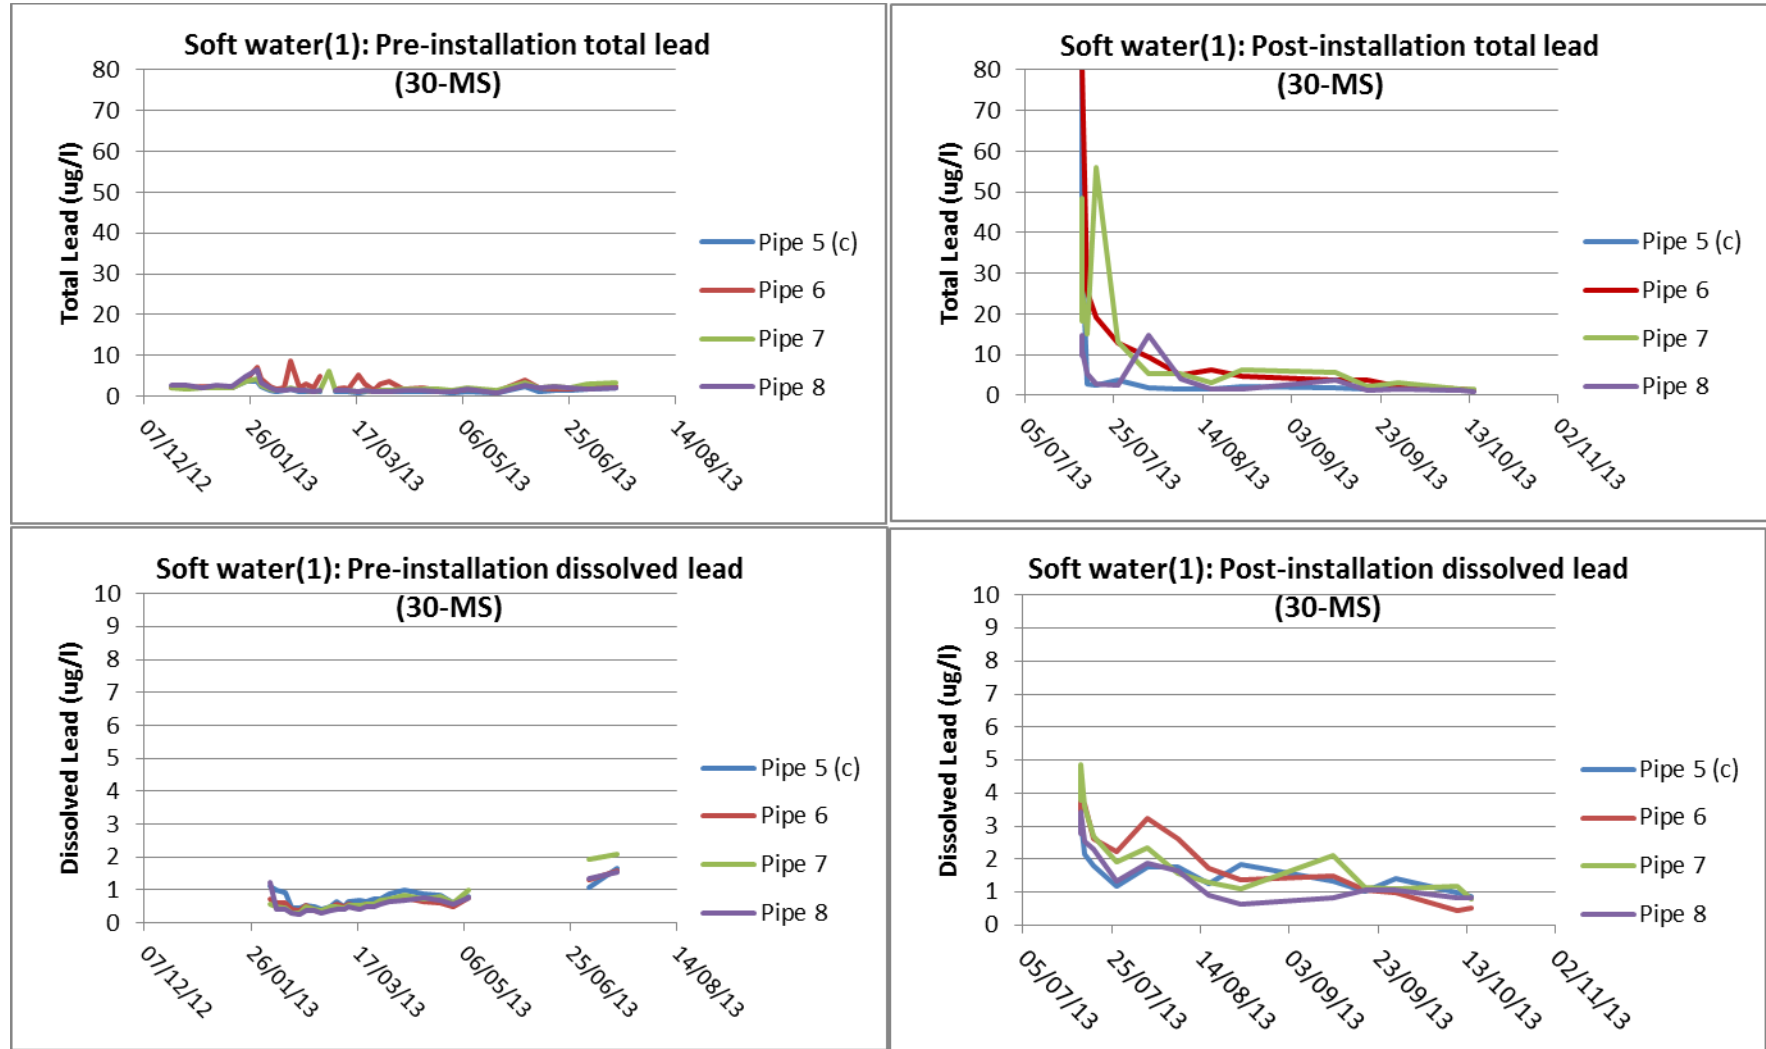 Soft water(1): Pre-installation total lead
(30-MS)
Total Lead (ug/l)
80
70
60
50
40
30
20
10
0
07/12/12
26/01/13
17/03/13
06/05/13
25/06/13
14/08/13
Pipe 5 (c)
Pipe 6
Pipe 7
Pipe 8
Soft water(1): Post-installation total lead
(30-MS)
Total Lead (ug/l)
80
70
60
50
40
30
20
10
0
05/07/13
25/07/13
14/08/13
03/09/13
23/09/13
13/10/13
02/11/13
Pipe 5 (c)
Pipe 6
Pipe 7
Pipe 8
Soft water(1): Pre-installation dissolved lead
(30-MS)
Dissolved Lead (ug/l)
10
9
8
7
6
5
4
3
2
1
0
07/12/12
26/01/13
17/03/13
06/05/13
25/06/13
14/08/13
Pipe 5 (c)
Pipe 6
Pipe 7
Pipe 8
Soft water(1): Post-installation dissolved lead
(30-MS)
Dissolved Lead (ug/l)
10
9
8
7
6
5
4
3
2
1
0
05/07/13
25/07/13
14/08/13
03/09/13
23/09/13
13/10/13
02/11/13
Pipe 5 (c)
Pipe 6
Pipe 7
Pipe 8